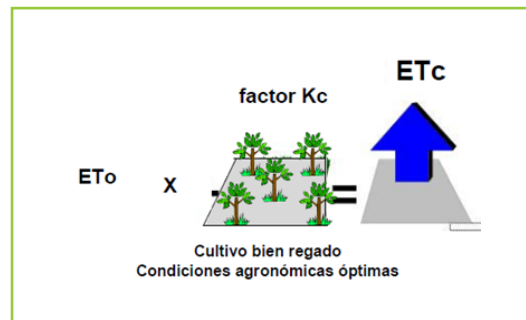 ETc
factor Kc
ETo X =
Cultivo bien regado
Condiciones agronómicas óptimas